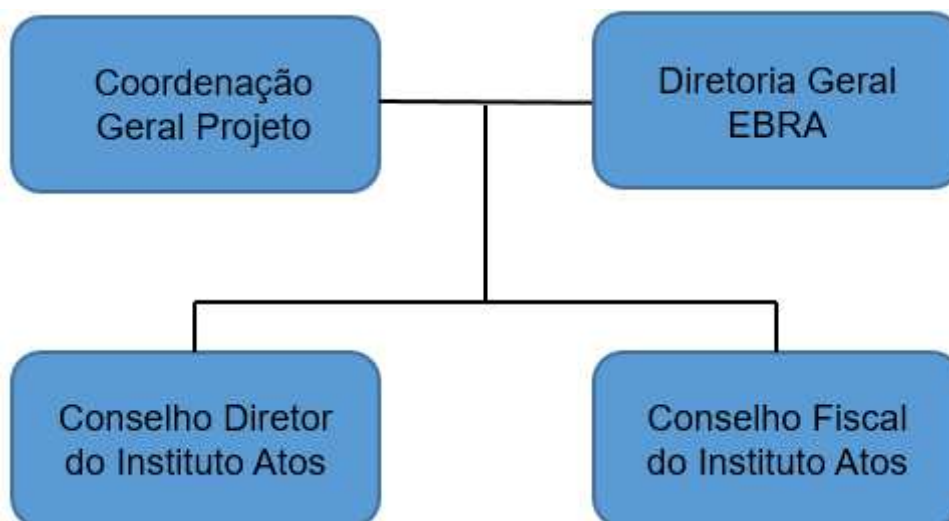 Coordenação
Geral Projeto
Diretoria Geral
EBRA
Conselho Diretor
do Instituto Atos
Conselho Fiscal
do Instituto Atos